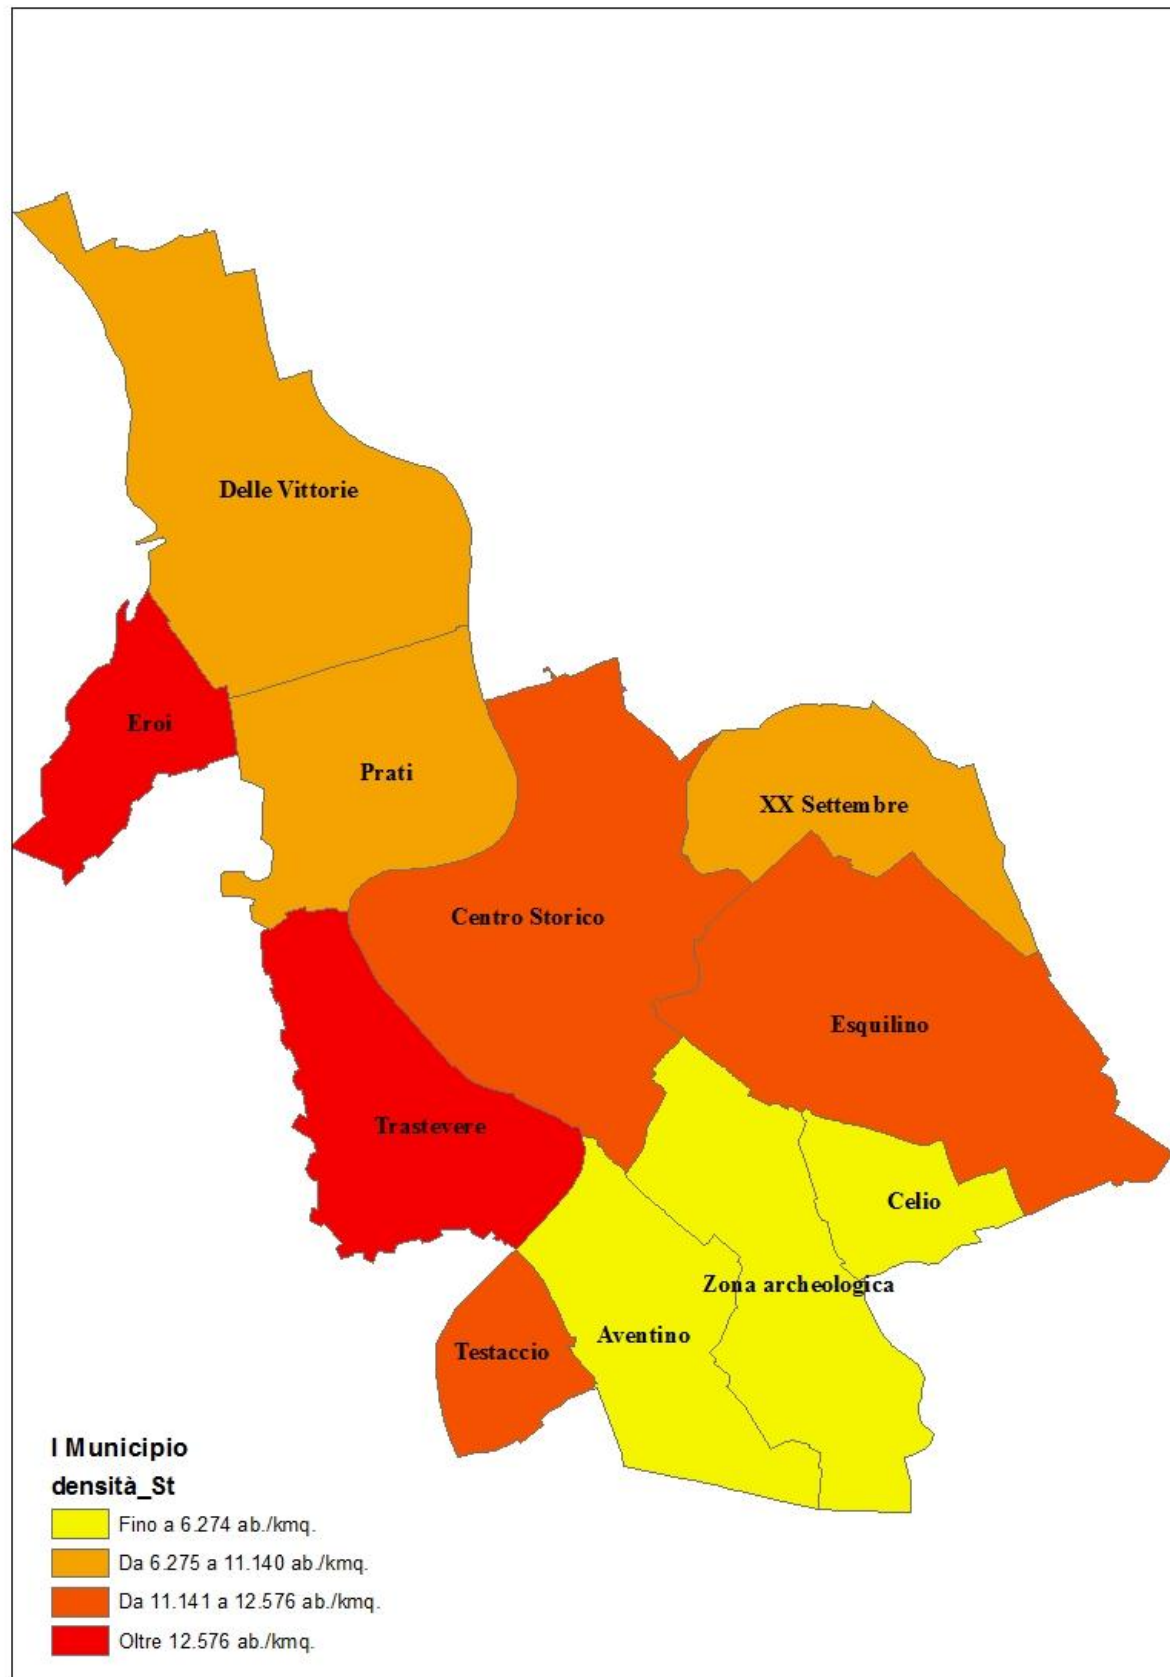 Delle Vittorie
Eroi
Prati
XX Settembre
Centro Storico
Esquilino
Trastevere
Celio
Zona archeologica
Aventino
Testaccio
I Municipio
densità_St
Fino a 6.274 ab./kmq.
Da 6.275 a 11.140 ab./kmq.
Da 11.141 a 12.576 ab./kmq.
Oltre 12.576 ab./kmq.